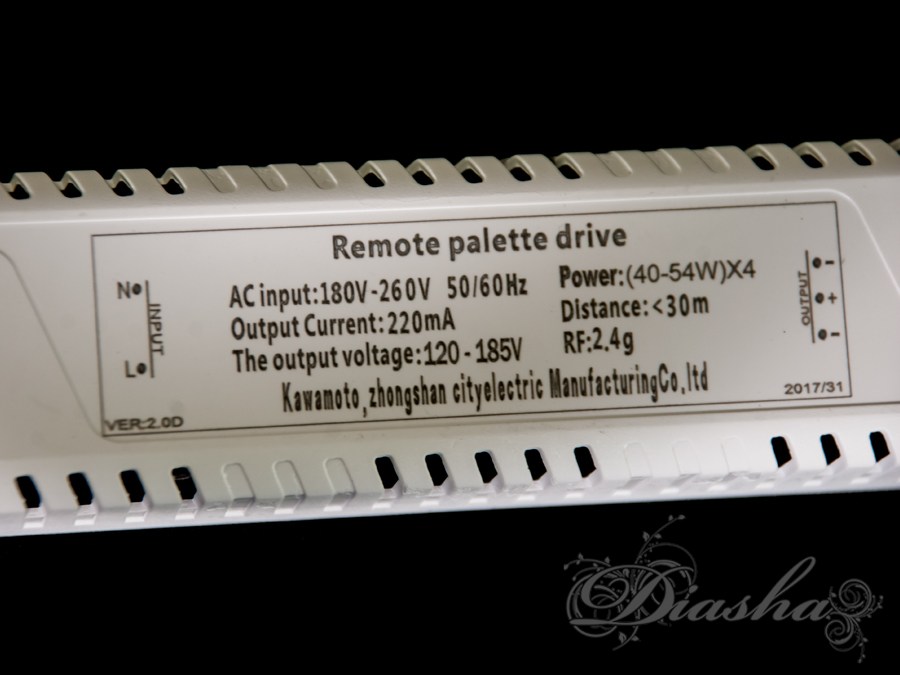 Remote palette drive
N
INPUT
L
AC input:180V-260V 50/60Hz
Output Current:220mA
The output voltage:120-185V
Power:(40-54W)X4
Distance:<30m
RF:2.4g
Kawamoto,zhongshan cityelectric ManufacturingCo.ltd
OUTPUT
-
+
-
VER:2.0D
2017/31
Diasha